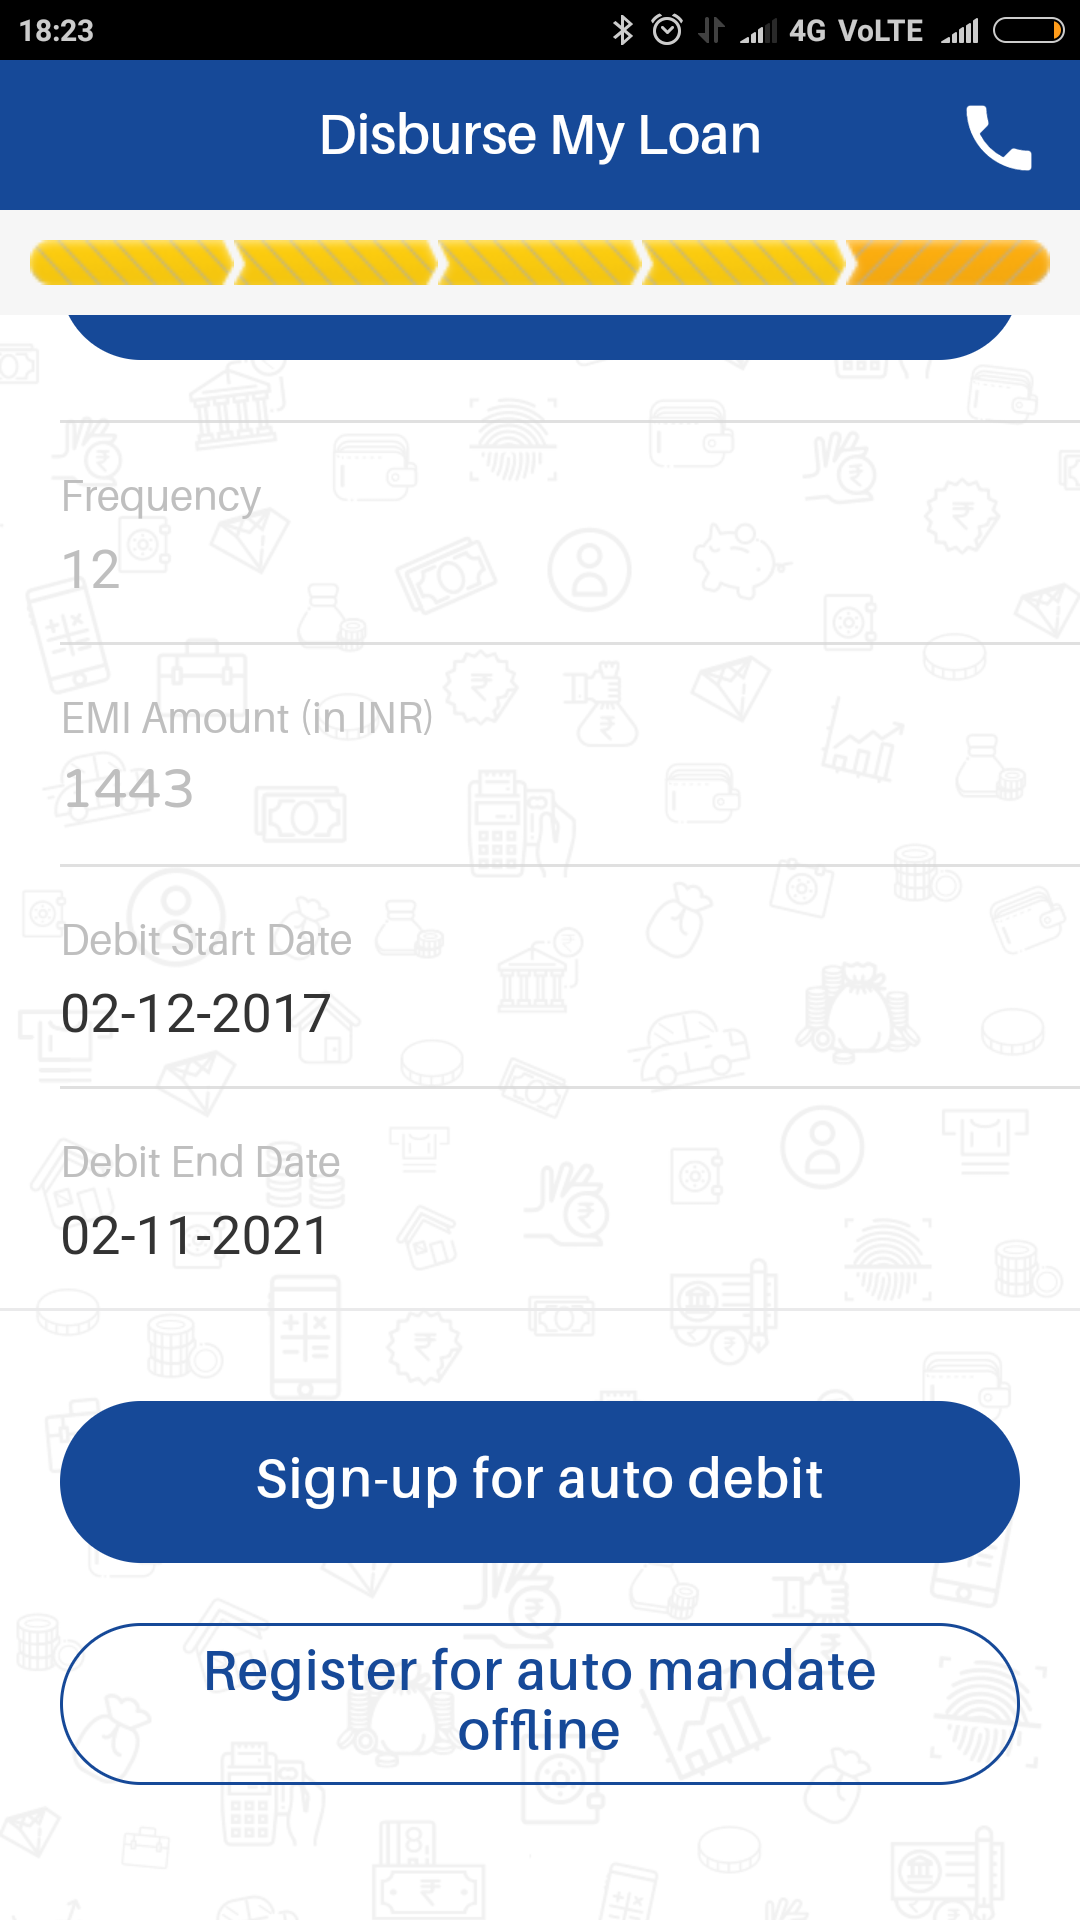 18:23
4G VoLTE
Disburse My Loan
Frequency
12
EMI Amount (in INR)
1443
Debit Start Date
02-12-2017
Debit End Date
02-11-2021
Sign-up for auto debit
Register for auto mandate
offline